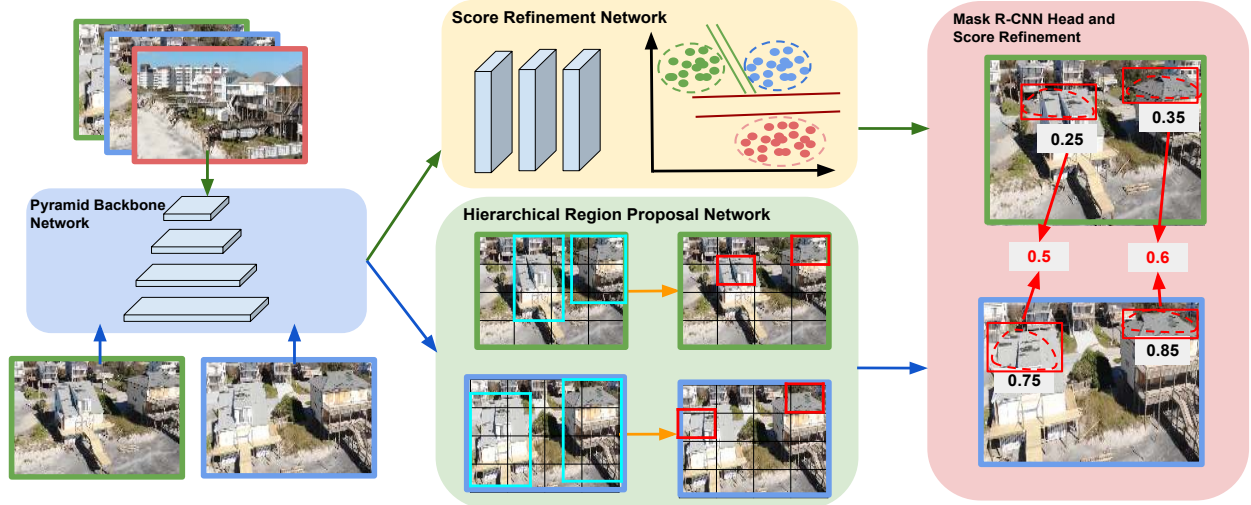 Score Refinement Network
Mask R-CNN Head and
Score Refinement
Pyramid Backbone
Network
Hierarchical Region Proposal Network
0.25
0.35
0.5
0.6
0.75
0.85